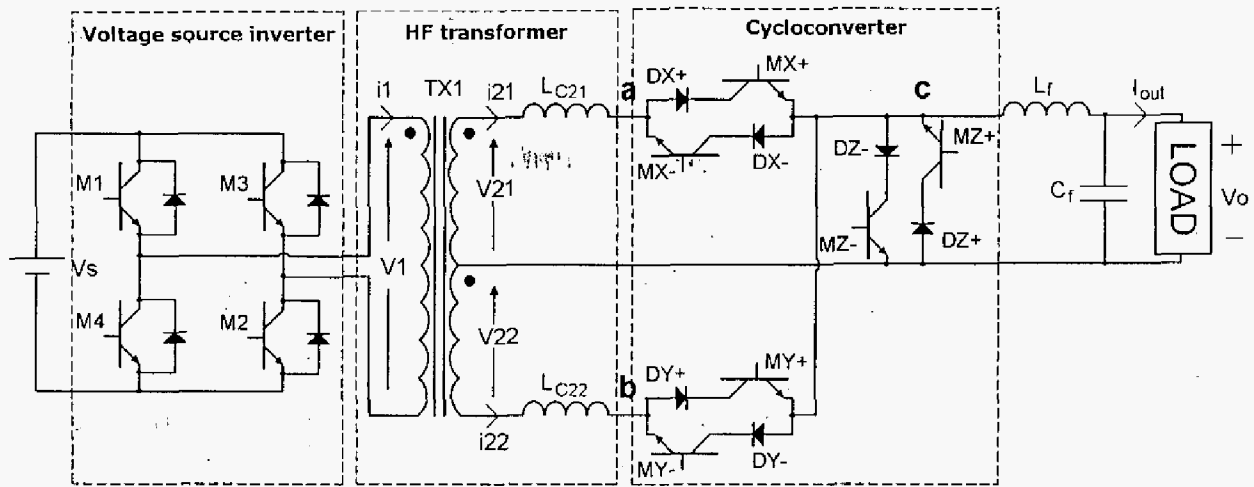 Voltage source inverter
HF transformer
Cycloconverter
M1
M3
M4
M2
Vs
i1
TX1
i21
LC21
V1
V21
V22
i22
LC22
a
b
c
DX+
MX+
MX-
DX-
DZ-
MZ+
MZ-
DZ+
DY+
MY+
MY-
DY-
Lf
Iout
Cf
LOAD
+
Vo
−